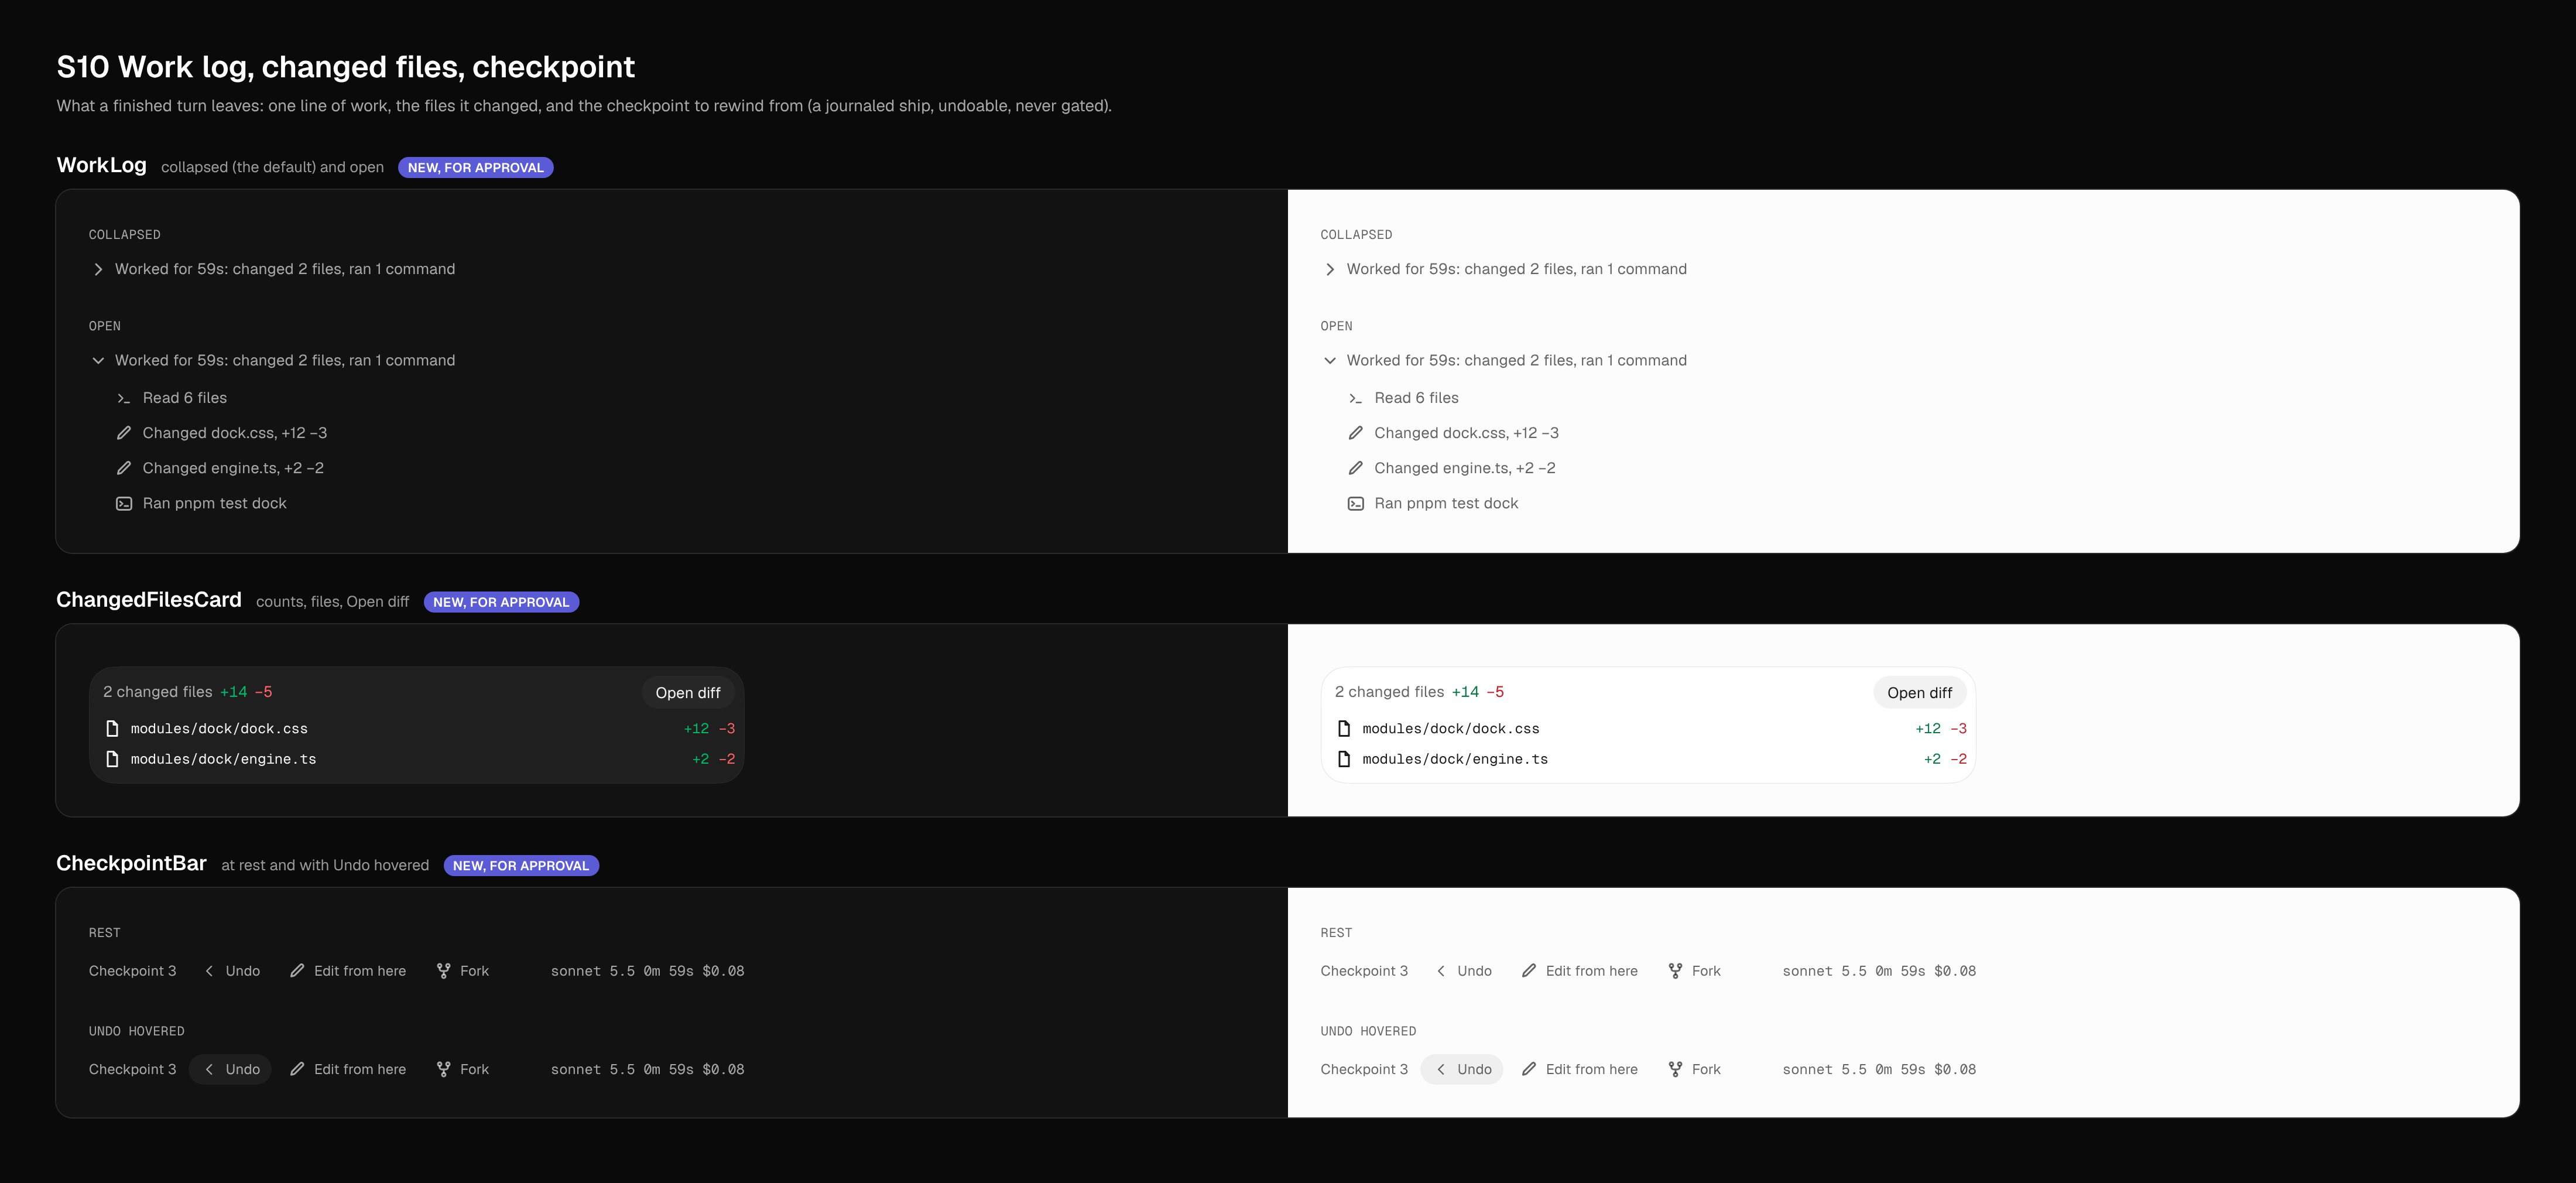 S10 Work log, changed files, checkpoint
What a finished turn leaves: one line of work, the files it changed, and the checkpoint to rewind from (a journaled ship, undoable, never gated).
WorkLog collapsed (the default) and open NEW, FOR APPROVAL
COLLAPSED
Worked for 59s: changed 2 files, ran 1 command
OPEN
Worked for 59s: changed 2 files, ran 1 command
Read 6 files
Changed dock.css, +12 −3
Changed engine.ts, +2 −2
Ran pnpm test dock
COLLAPSED
Worked for 59s: changed 2 files, ran 1 command
OPEN
Worked for 59s: changed 2 files, ran 1 command
Read 6 files
Changed dock.css, +12 −3
Changed engine.ts, +2 −2
Ran pnpm test dock
ChangedFilesCard counts, files, Open diff NEW, FOR APPROVAL
2 changed files +14 −5 Open diff
modules/dock/dock.css +12 −3
modules/dock/engine.ts +2 −2
2 changed files +14 −5 Open diff
modules/dock/dock.css +12 −3
modules/dock/engine.ts +2 −2
CheckpointBar at rest and with Undo hovered NEW, FOR APPROVAL
REST
Checkpoint 3 Undo Edit from here Fork sonnet 5.5 0m 59s $0.08
UNDO HOVERED
Checkpoint 3 Undo Edit from here Fork sonnet 5.5 0m 59s $0.08
REST
Checkpoint 3 Undo Edit from here Fork sonnet 5.5 0m 59s $0.08
UNDO HOVERED
Checkpoint 3 Undo Edit from here Fork sonnet 5.5 0m 59s $0.08